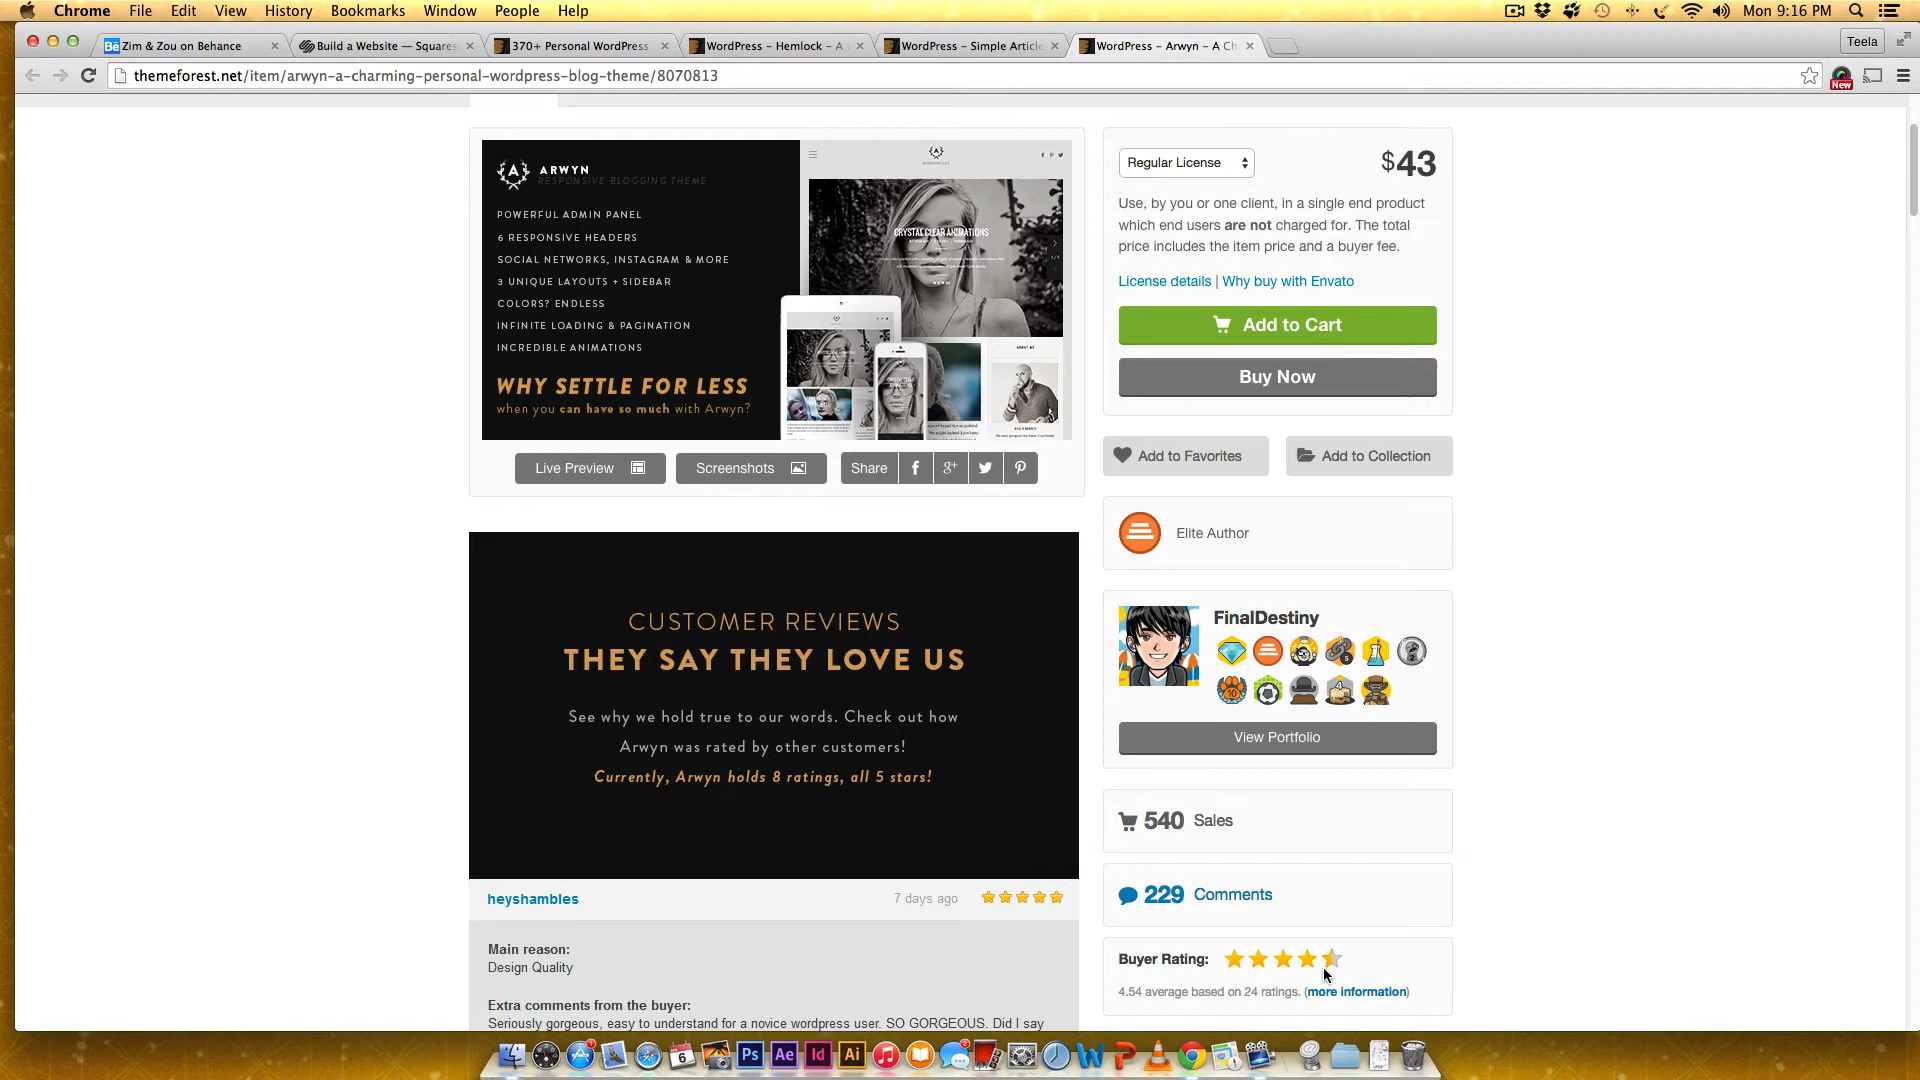 Chrome File Edit View History Bookmarks Window People Help
Mon 9:16 PM
Zim & Zou on Behance
Build a Website — Squares
370+ Personal WordPress
WordPress – Hemlock – A
WordPress – Simple Article
WordPress – Arwyn – A Ch
Teela
themeforest.net/item/arwyn-a-charming-personal-wordpress-blog-theme/8070813
New
ARWYN
RESPONSIVE BLOGGING THEME
POWERFUL ADMIN PANEL
6 RESPONSIVE HEADERS
SOCIAL NETWORKS, INSTAGRAM & MORE
3 UNIQUE LAYOUTS + SIDEBAR
COLORS? ENDLESS
INFINITE LOADING & PAGINATION
INCREDIBLE ANIMATIONS
WHY SETTLE FOR LESS
when you can have so much with Arwyn?
CRYSTAL CLEAR ANIMATIONS
ABOUT ME
Live Preview
Screenshots
Share
Regular License
$43
Use, by you or one client, in a single end product
which end users are not charged for. The total
price includes the item price and a buyer fee.
License details | Why buy with Envato
Add to Cart
Buy Now
Add to Favorites
Add to Collection
Elite Author
FinalDestiny
View Portfolio
540 Sales
229 Comments
Buyer Rating:
4.54 average based on 24 ratings. (more information)
CUSTOMER REVIEWS
THEY SAY THEY LOVE US
See why we hold true to our words. Check out how
Arwyn was rated by other customers!
Currently, Arwyn holds 8 ratings, all 5 stars!
heyshambles
7 days ago
Main reason:
Design Quality
Extra comments from the buyer:
Seriously gorgeous, easy to understand for a novice wordpress user. SO GORGEOUS. Did I say
6
Ps
Ae
Id
Ai